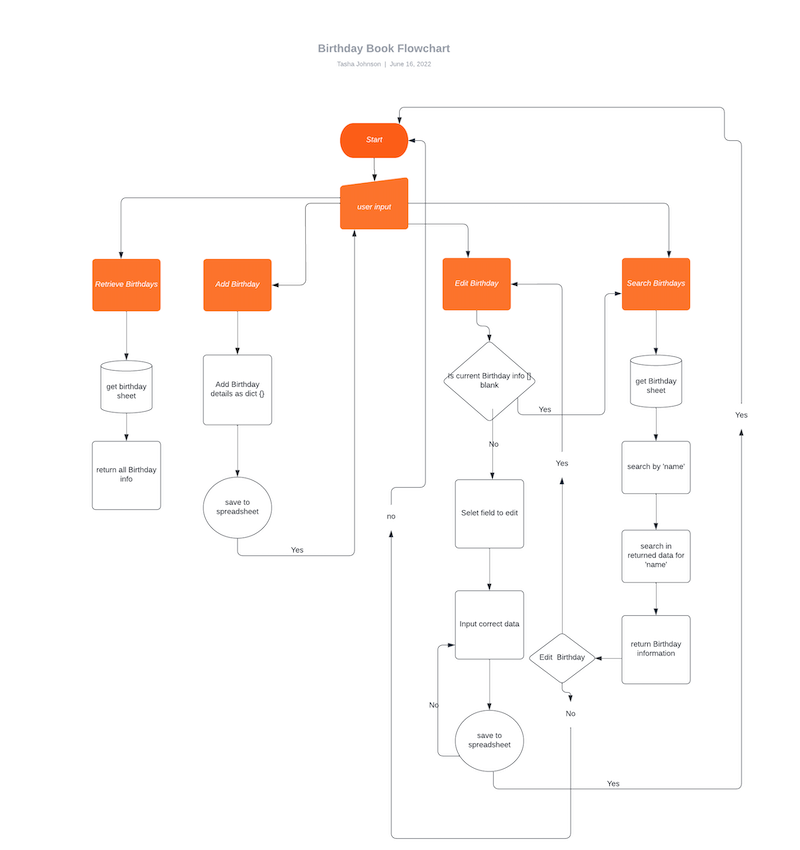 Birthday Book Flowchart
Tasha Johnson | June 16, 2022
Start
user input
Retrieve Birthdays
Add Birthday
Edit Birthday
Search Birthdays
get birthday
sheet
Add Birthday
details as dict {}
Is current Birthday info []
blank
get Birthday
sheet
Yes
Yes
No
Yes
return all Birthday
info
search by 'name'
save to
spreadsheet
Selet field to edit
no
Yes
search in
returned data for
'name'
Input correct data
return Birthday
information
Edit Birthday
No
No
save to
spreadsheet
Yes